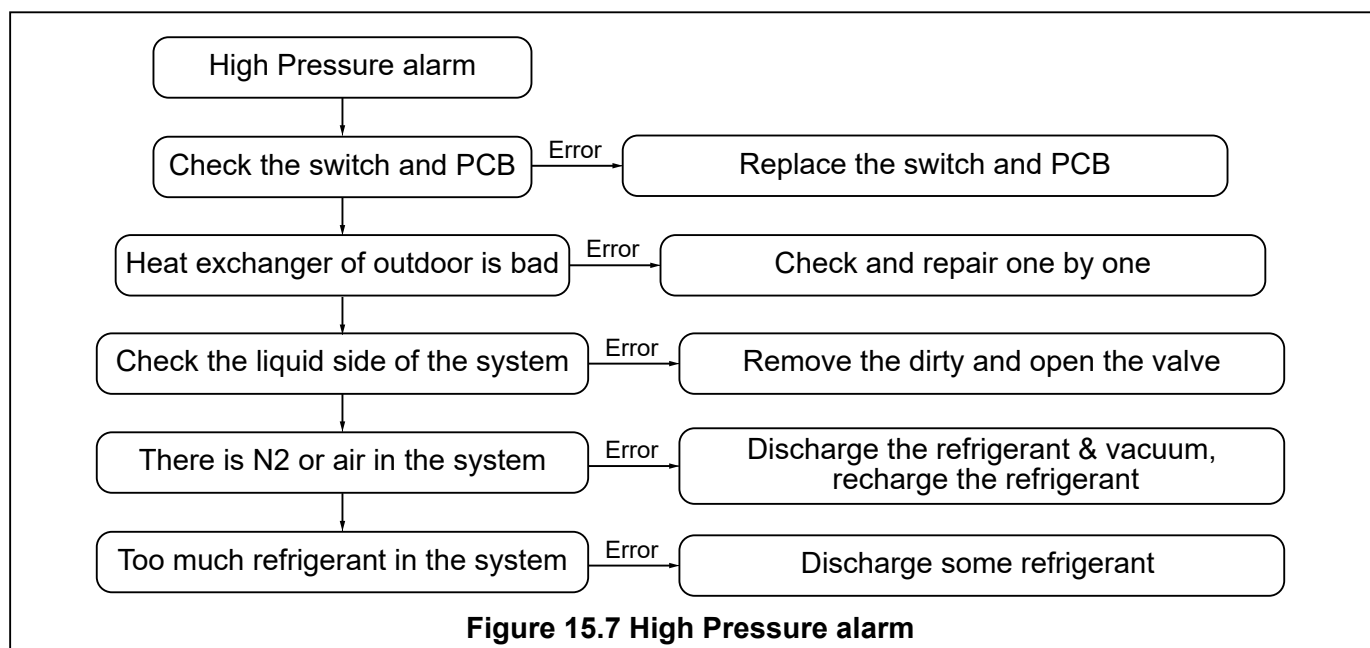 High Pressure alarm
Check the switch and PCB
Error
Replace the switch and PCB
Heat exchanger of outdoor is bad
Error
Check and repair one by one
Check the liquid side of the system
Error
Remove the dirty and open the valve
There is N2 or air in the system
Error
Discharge the refrigerant & vacuum,
recharge the refrigerant
Too much refrigerant in the system
Error
Discharge some refrigerant
Figure 15.7 High Pressure alarm